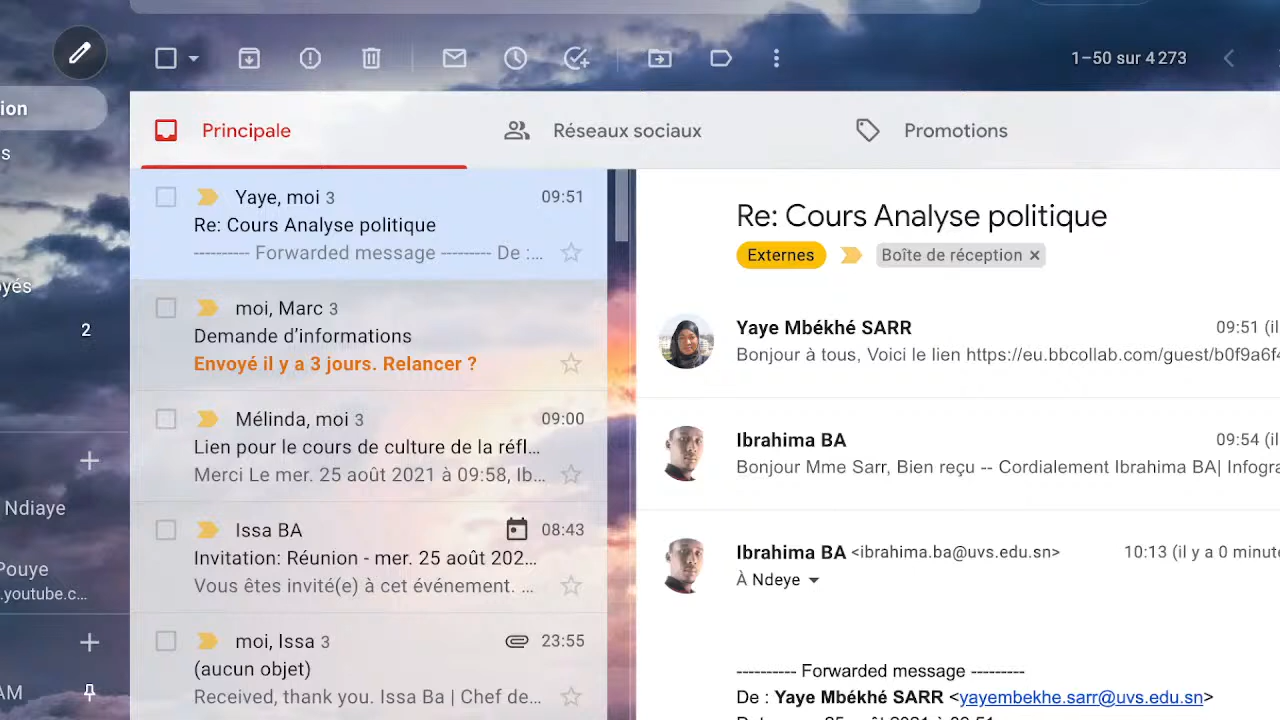 1–50 sur 4 273
ion
s
oyés
2
Ndiaye
Pouye
.youtube.c...
AM
Principale
Réseaux sociaux
Promotions
Yaye, moi 3 09:51
Re: Cours Analyse politique
---------- Forwarded message --------- De :...
moi, Marc 3
Demande d'informations
Envoyé il y a 3 jours. Relancer ?
Mélinda, moi 3 09:00
Lien pour le cours de culture de la réfl...
Merci Le mer. 25 août 2021 à 09:58, Ib...
Issa BA 08:43
Invitation: Réunion - mer. 25 août 202...
Vous êtes invité(e) à cet événement. ...
moi, Issa 3 23:55
(aucun objet)
Received, thank you. Issa Ba | Chef de...
Re: Cours Analyse politique
Externes Boîte de réception ×
Yaye Mbékhé SARR 09:51 (il
Bonjour à tous, Voici le lien https://eu.bbcollab.com/guest/b0f9a6f4
Ibrahima BA 09:54 (il
Bonjour Mme Sarr, Bien reçu -- Cordialement Ibrahima BA| Infogra
Ibrahima BA <ibrahima.ba@uvs.edu.sn> 10:13 (il y a 0 minute
À Ndeye
---------- Forwarded message ---------
De : Yaye Mbékhé SARR <yayembekhe.sarr@uvs.edu.sn>